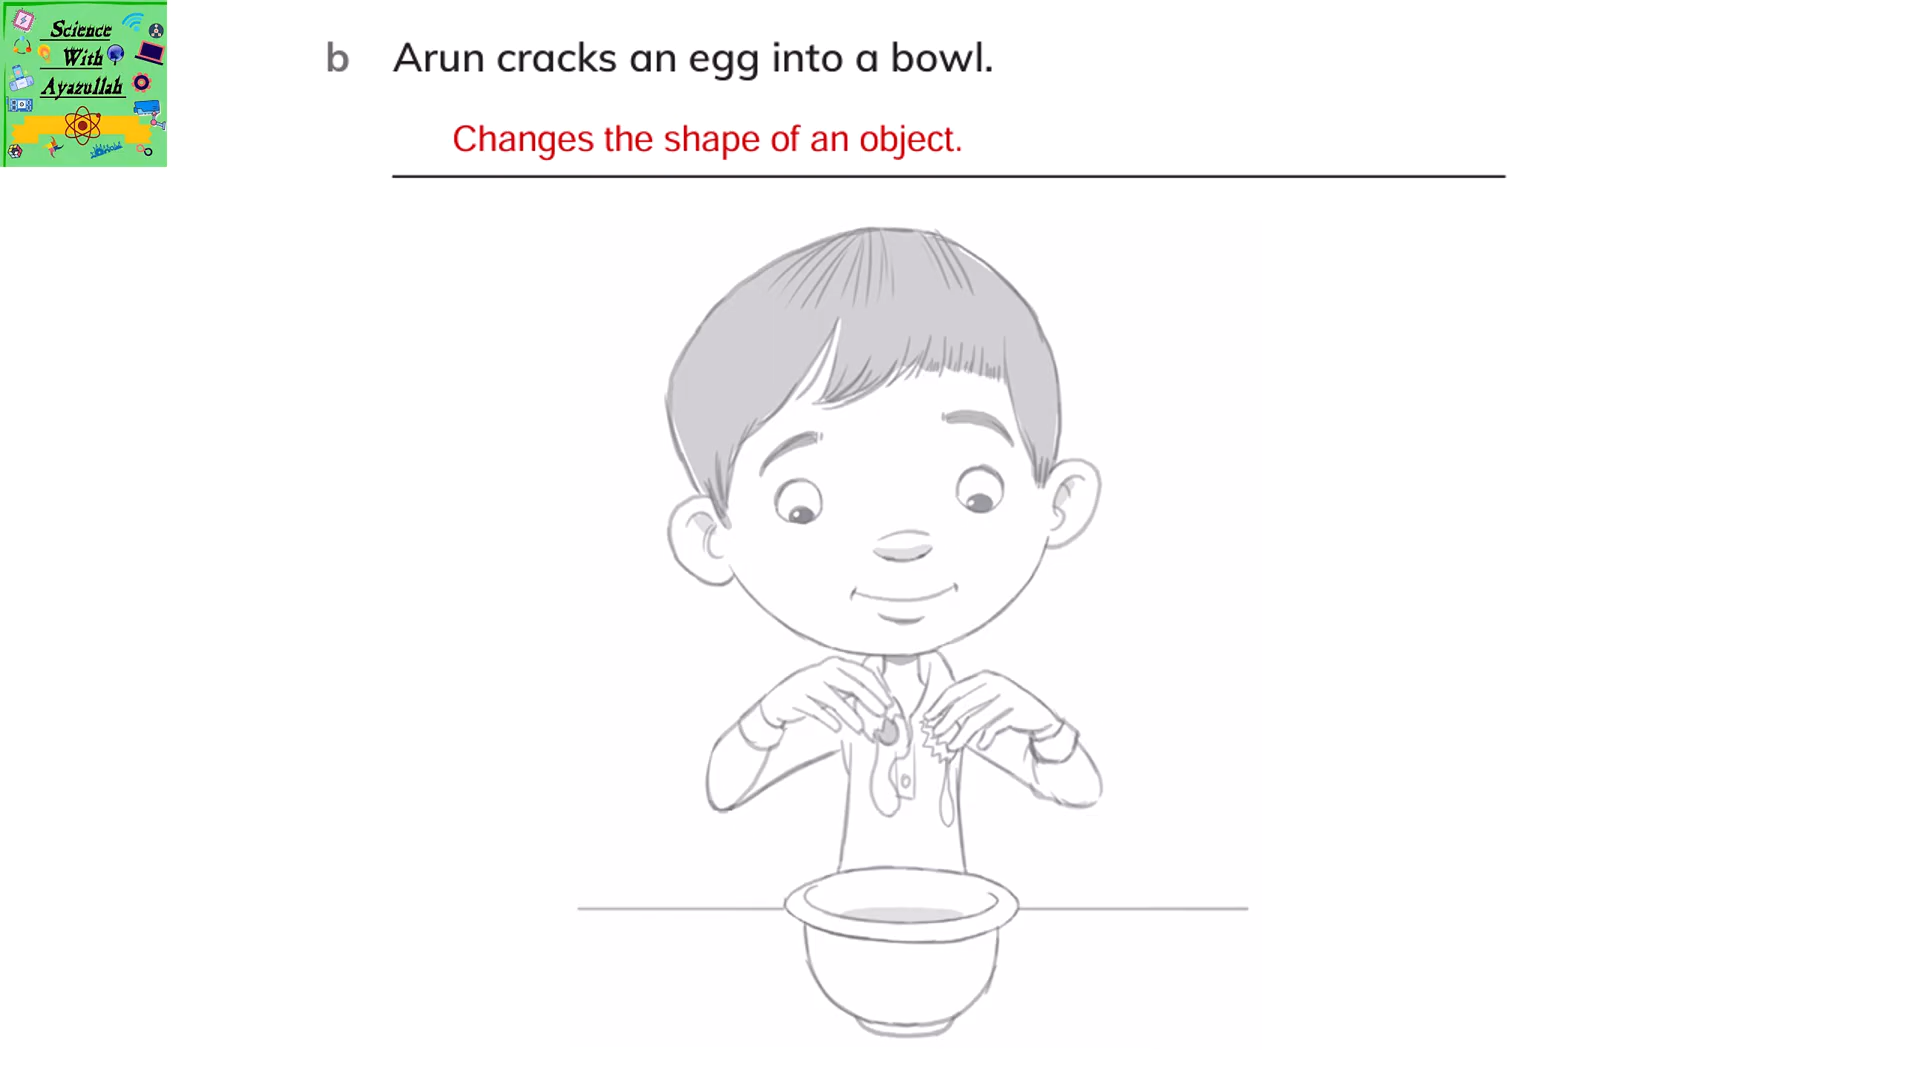 Science
With
Ayazullah
b Arun cracks an egg into a bowl.
Changes the shape of an object.